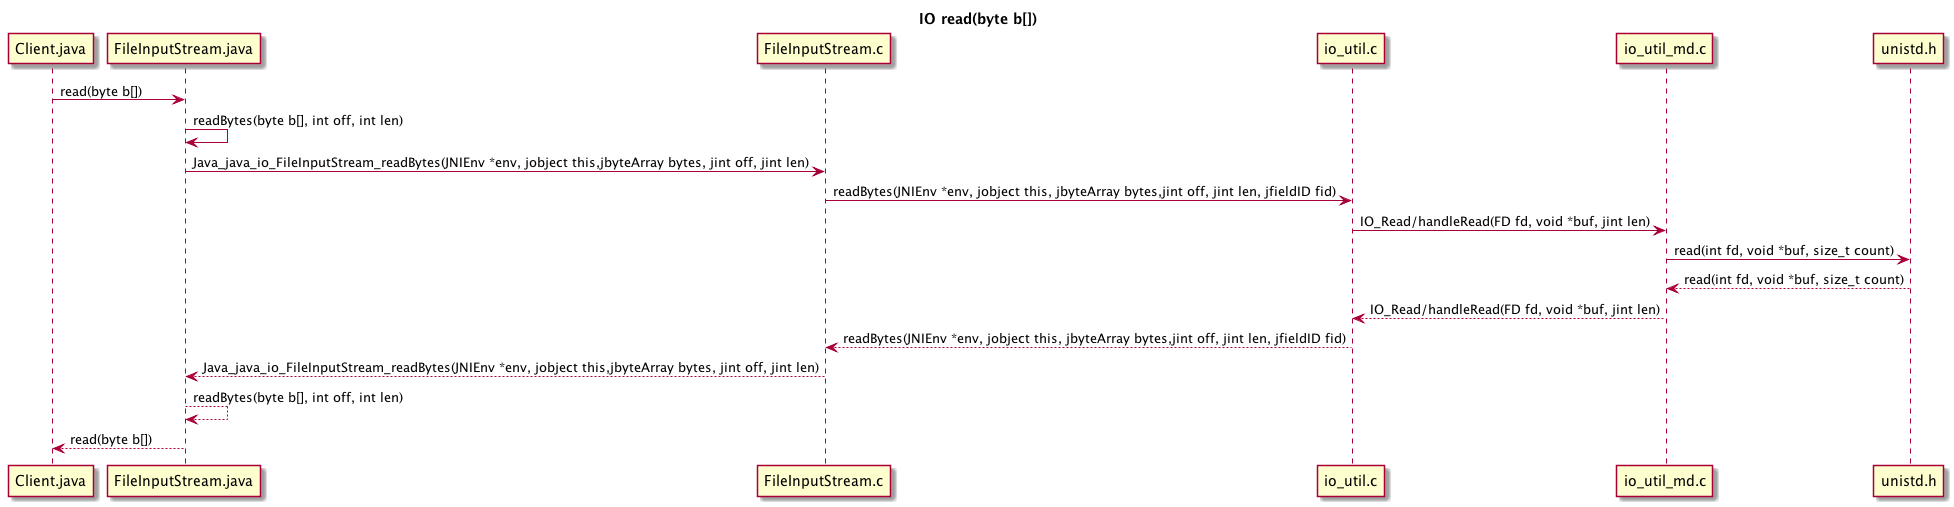 IO read(byte b[])
Client.java FileInputStream.java FileInputStream.c io_util.c io_util_md.c unistd.h
read(byte b[])
readBytes(byte b[], int off, int len)
Java_java_io_FileInputStream_readBytes(JNIEnv *env, jobject this,jbyteArray bytes, jint off, jint len)
readBytes(JNIEnv *env, jobject this, jbyteArray bytes,jint off, jint len, jfieldID fid)
IO_Read/handleRead(FD fd, void *buf, jint len)
read(int fd, void *buf, size_t count)
read(int fd, void *buf, size_t count)
IO_Read/handleRead(FD fd, void *buf, jint len)
readBytes(JNIEnv *env, jobject this, jbyteArray bytes,jint off, jint len, jfieldID fid)
Java_java_io_FileInputStream_readBytes(JNIEnv *env, jobject this,jbyteArray bytes, jint off, jint len)
readBytes(byte b[], int off, int len)
read(byte b[])
Client.java FileInputStream.java FileInputStream.c io_util.c io_util_md.c unistd.h